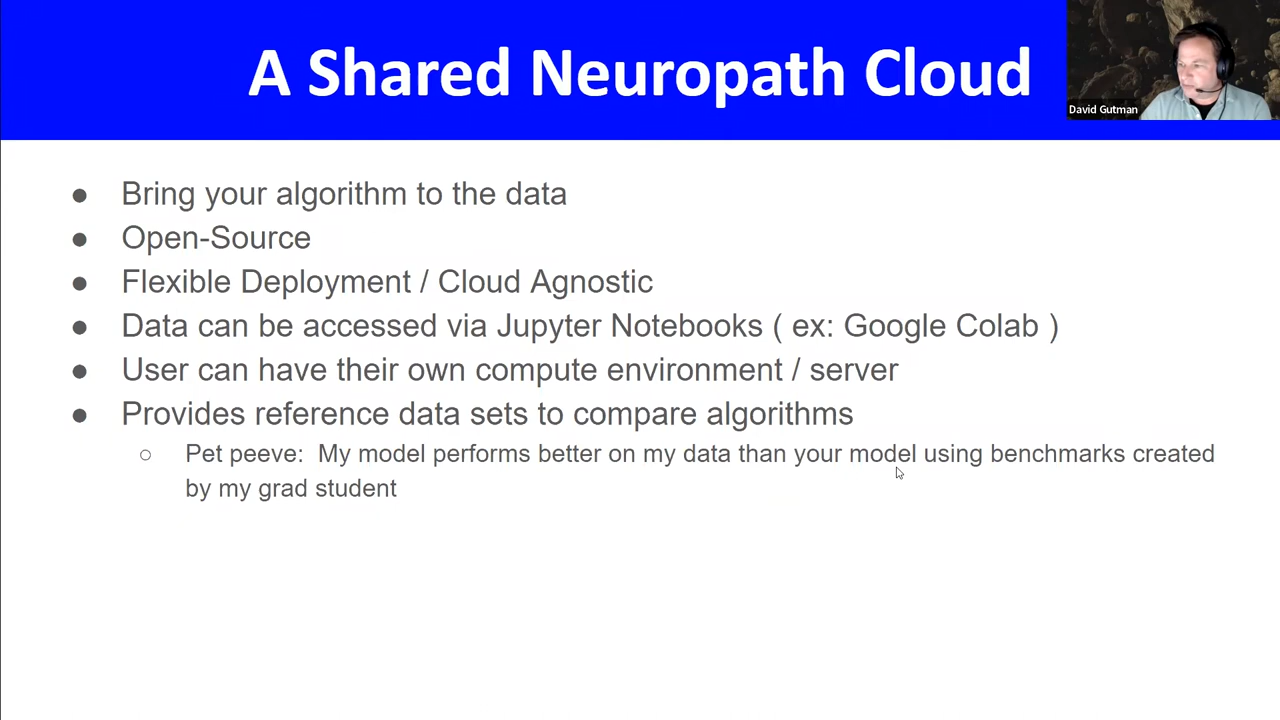 A Shared Neuropath Cloud
David Gutman
● Bring your algorithm to the data
● Open-Source
● Flexible Deployment / Cloud Agnostic
● Data can be accessed via Jupyter Notebooks ( ex: Google Colab )
● User can have their own compute environment / server
● Provides reference data sets to compare algorithms
○ Pet peeve:  My model performs better on my data than your model using benchmarks created
by my grad student